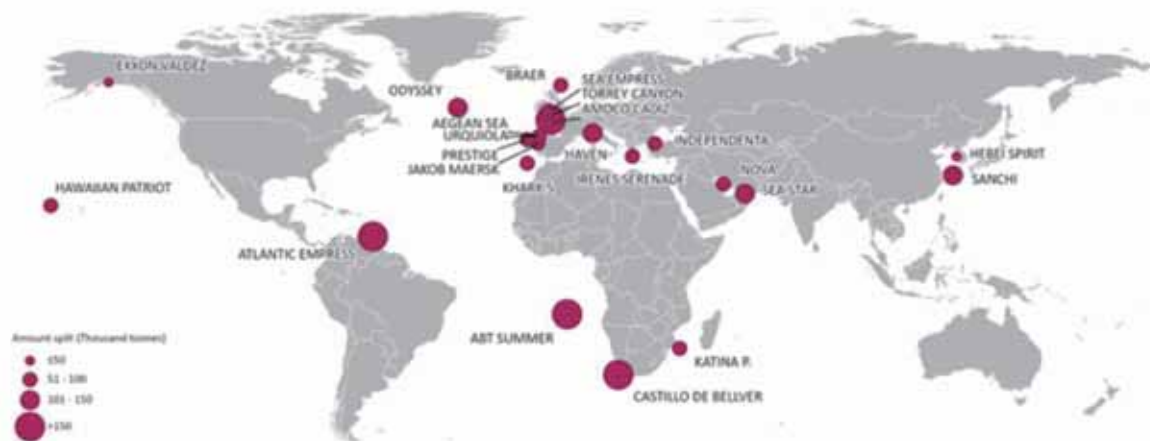 EXXON VALDEZ
ODYSSEY
BRAER
SEA EMPRESS
TORREY CANYON
AMOCO CADIZ
AEGEAN SEA
URQUIOLA
PRESTIGE
JAKOB MAERSK
KHARK 5
HAVEN
IRENES SERENADE
INDEPENDENTA
NOVA
SEA STAR
HEBEI SPIRIT
SANCHI
HAWAIIAN PATRIOT
ATLANTIC EMPRESS
ABT SUMMER
KATINA P.
CASTILLO DE BELLVER
Amount spilt (Thousand tonnes)
≤50
51 - 100
101 - 150
>150